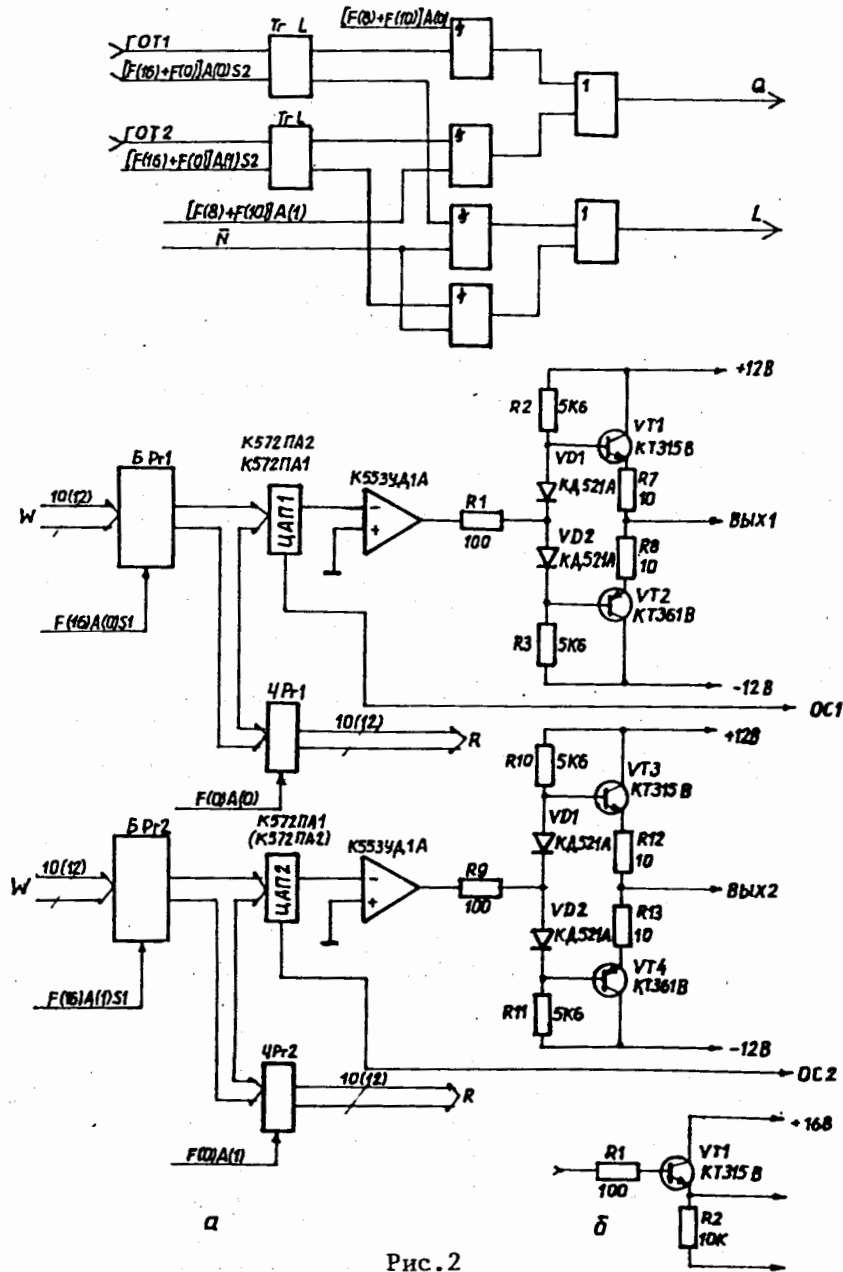 [F(8)+F(10)]A(0)
Тг L
&
ГОТ1
[F(16)+F(0)]A(0)S2
1
Q
Тг L
ГОТ2
&
[F(16)+F(0)]A(1)S2
[F(8)+F(10)]A(1)
N̄
&
1
L
&
+12В
R2
5К6
VT1
КТ315В
БРг1
К572ПА2
К572ПА1
К553УД1А
VD1
КД521А
R7
10
W
10(12)
ЦАП1
-
+
R1
100
ВЫХ1
VD2
КД521А
R8
10
VT2
КТ361В
F(16)A(0)S1
R3
5К6
-12В
ЧРг1
ОС1
10(12)
R
+12В
R10
5К6
VT3
КТ315В
F(0)A(0)
БРг2
К572ПА1
(К572ПА2)
К553УД1А
VD1
КД521А
R12
10
W
10(12)
ЦАП2
-
+
R9
100
ВЫХ2
VD2
КД521А
R13
10
VT4
КТ361В
F(16)A(1)S1
R11
5К6
-12В
ЧРг2
ОС2
10(12)
R
+16В
F(0)A(1)
R1
100
VT1
КТ315В
R2
10К
а
б
Рис.2